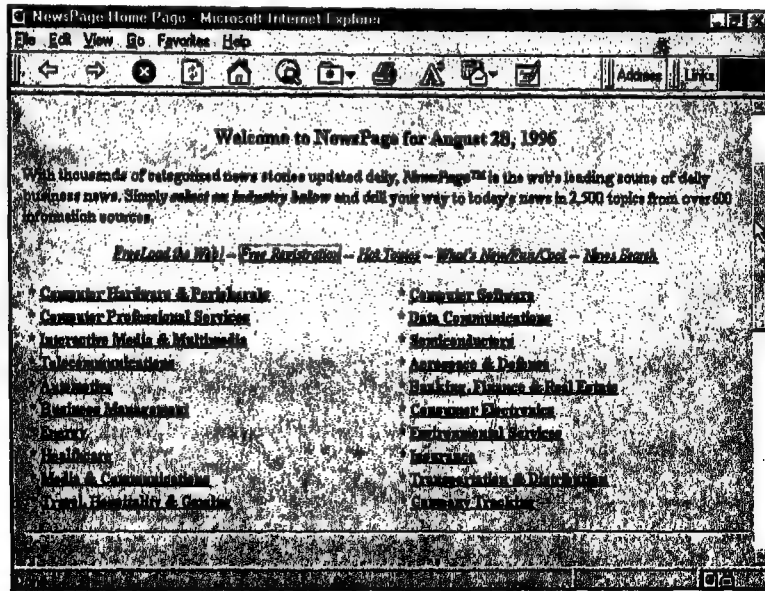 NewsPage Home Page - Microsoft Internet Explorer
File Edit View Go Favorites Help
Address Links
Welcome to NewsPage for August 28, 1996
With thousands of categorized news stories updated daily, NewsPage™ is the web's leading source of daily
business news. Simply select an industry below and drill your way to today's news in 2,500 topics from over 600
information sources.
FreeLoad the Web! -- Free Registration! -- Hot Topics -- What's New/Fun/Cool -- News Search
* Computer Hardware & Peripherals
* Computer Professional Services
* Interactive Media & Multimedia
* Telecommunications
* Automotive
* Business Management
* Energy
* Healthcare
* Media & Communications
* Travel, Hospitality & Gaming
* Computer Software
* Data Communications
* Semiconductors
* Aerospace & Defense
* Banking, Finance & Real Estate
* Consumer Electronics
* Environmental Services
* Insurance
* Transportation & Distribution
* Company Tracking